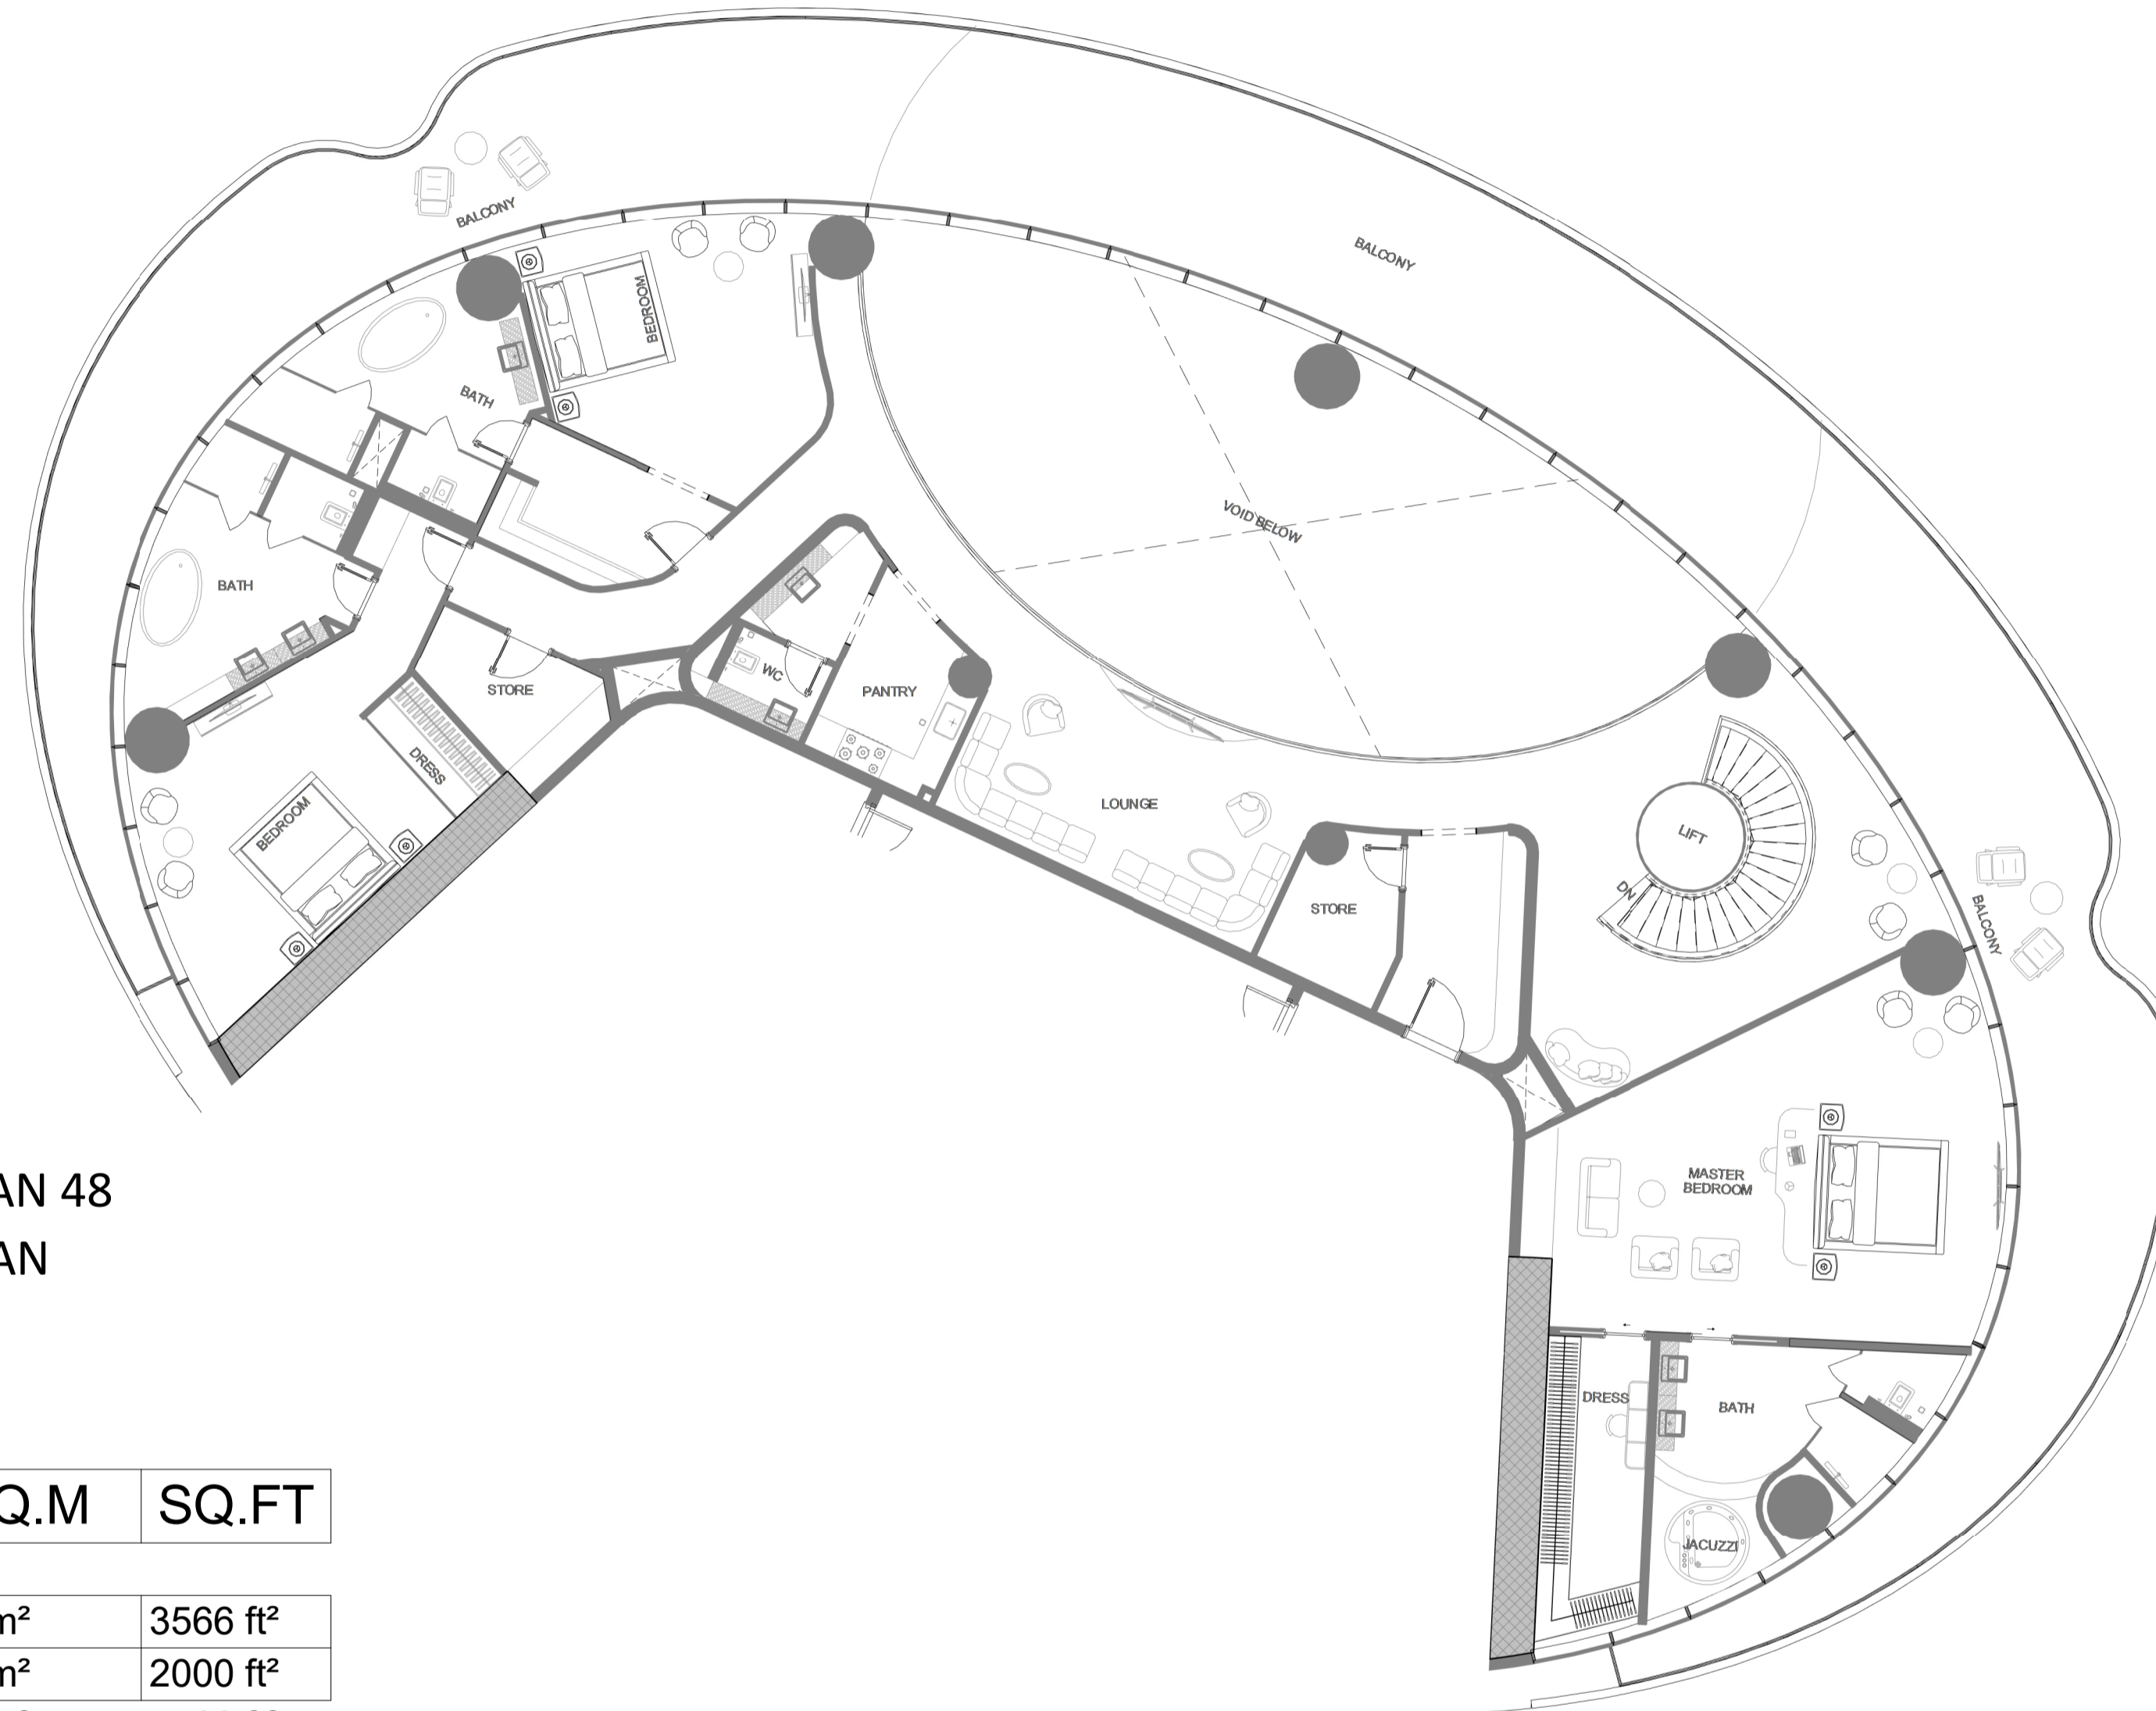 BALCONY
BALCONY
BEDROOM
BATH
VOID BELOW
BATH
STORE
WC
PANTRY
DRESS
LOUNGE
BEDROOM
LIFT
DN
STORE
BALCONY
MASTER
BEDROOM
DRESS
BATH
JACUZZI
AN 48
AN
Q.M SQ.FT
m² 3566 ft²
m² 2000 ft²